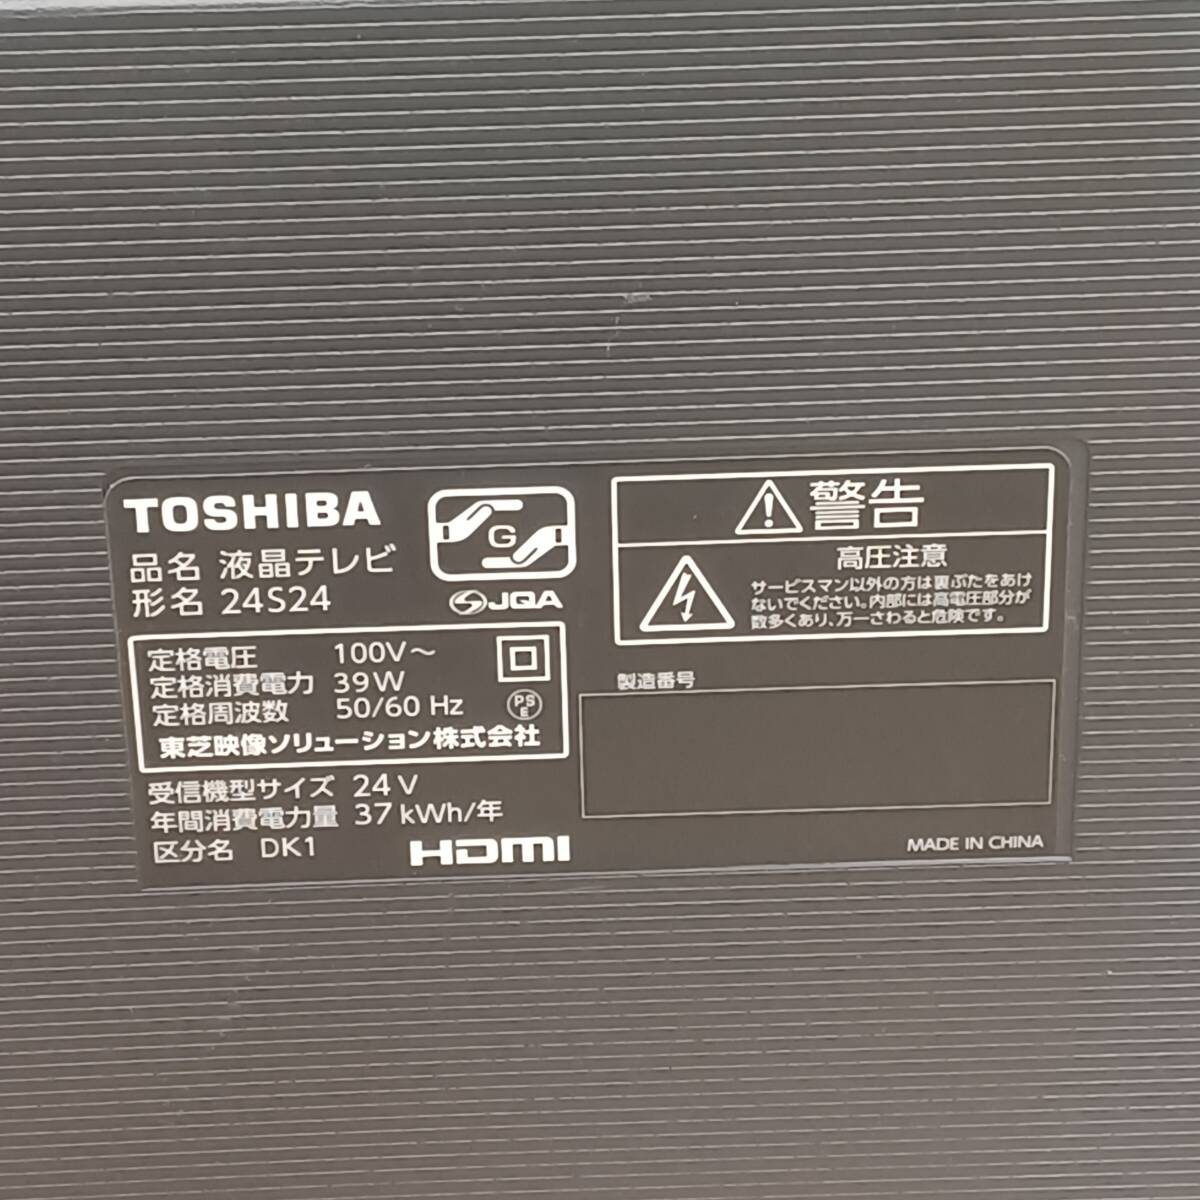 TOSHIBA
品名 液晶テレビ
形名 24S24
G
JQA
定格電圧 100V～
定格消費電力 39W
定格周波数 50/60 Hz
PS
E
東芝映像ソリューション株式会社
受信機型サイズ 24V
年間消費電力量 37kWh/年
区分名 DK1
HDMI
警告
高圧注意
サービスマン以外の方は裏ぶたをあけ
ないでください。内部には高電圧部分が
数多くあり、万一さわると危険です。
製造番号
MADE IN CHINA